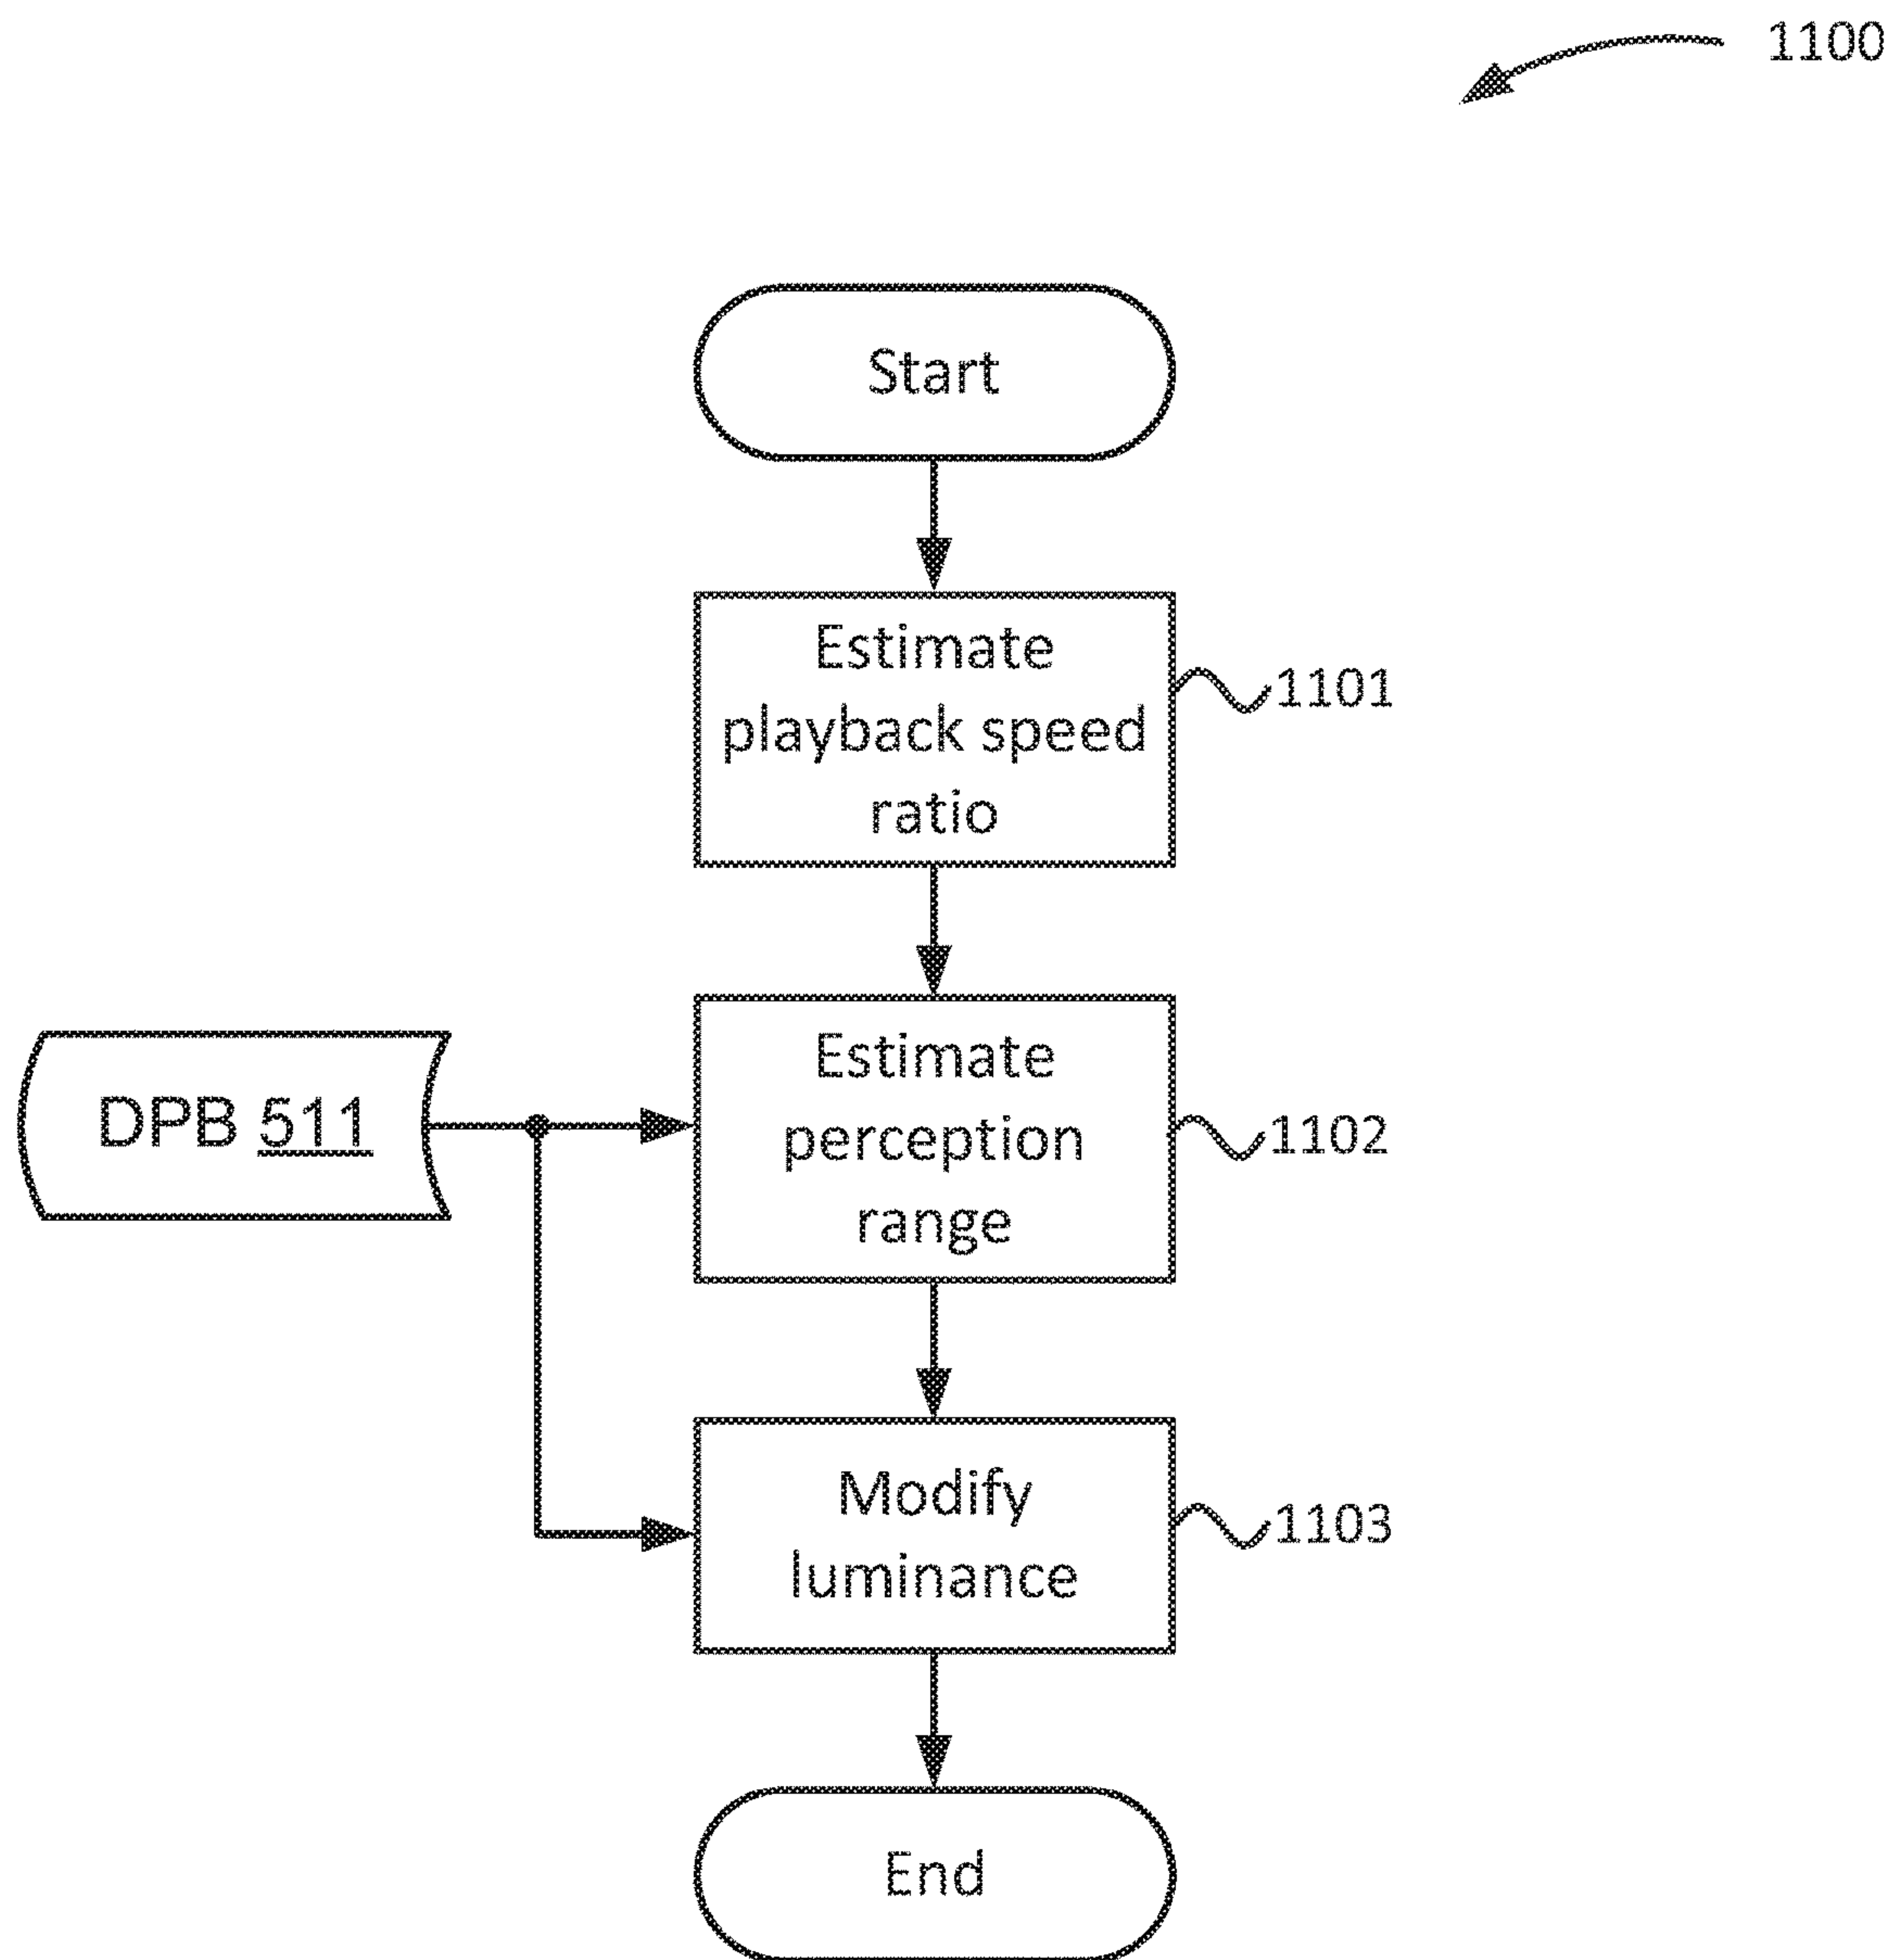 1100
Start
Estimate
playback speed
ratio
1101
Estimate
perception
range
1102
DPB 511
Modify
luminance
1103
End